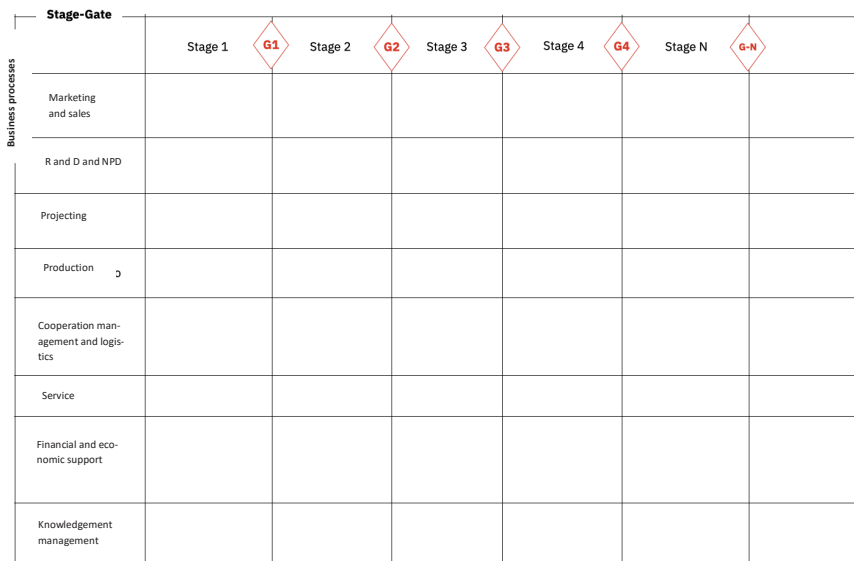 Stage-Gate
Stage 1
G1
Stage 2
G2
Stage 3
G3
Stage 4
G4
Stage N
G-N
Business processes
Marketing
and sales
R and D and NPD
Projecting
Production
Cooperation man-
agement and logis-
tics
Service
Financial and eco-
nomic support
Knowledgement
management